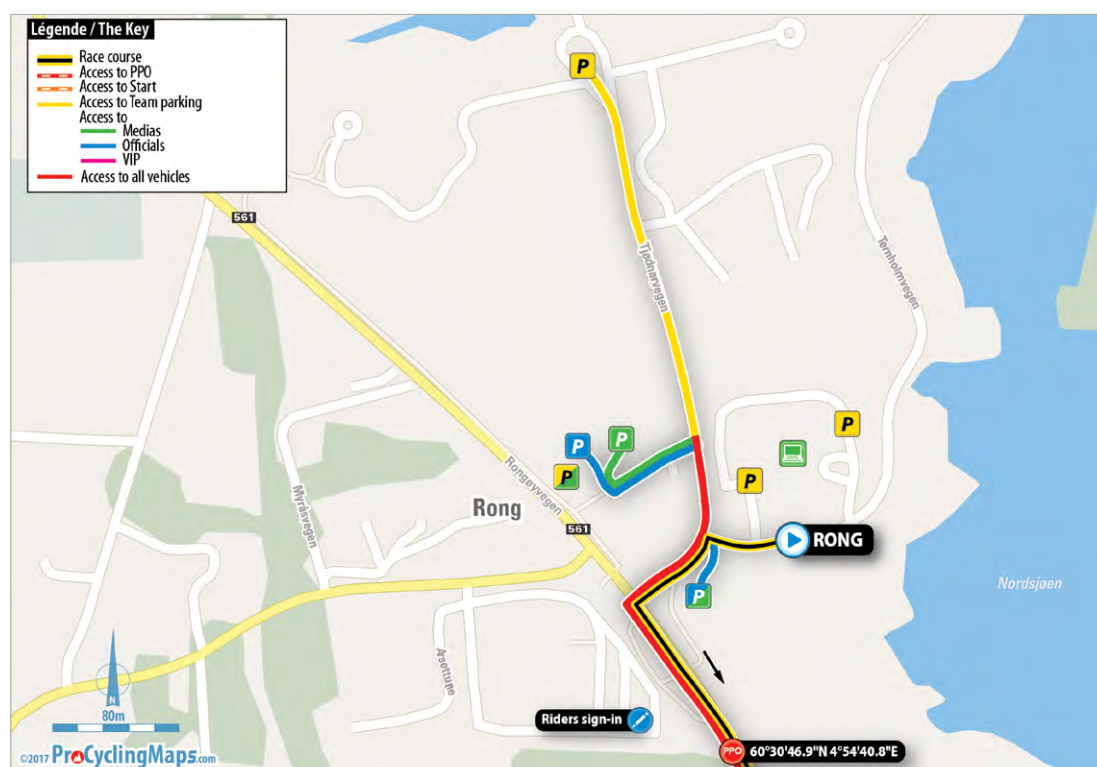 Légende / The Key
Race course
Access to PPO
Access to Start
Access to Team parking
Access to
Medias
Officials
VIP
Access to all vehicles
P
561
Tjødnarvegen
Ternholmvegen
P
P
P
P
P
Rongøyvegen
Rong
Myråsvegen
561
RONG
P
Nordsjøen
Årsettune
N
80m
Riders sign-in
PPO
60°30'46.9"N 4°54'40.8"E
©2017 ProCyclingMaps.com